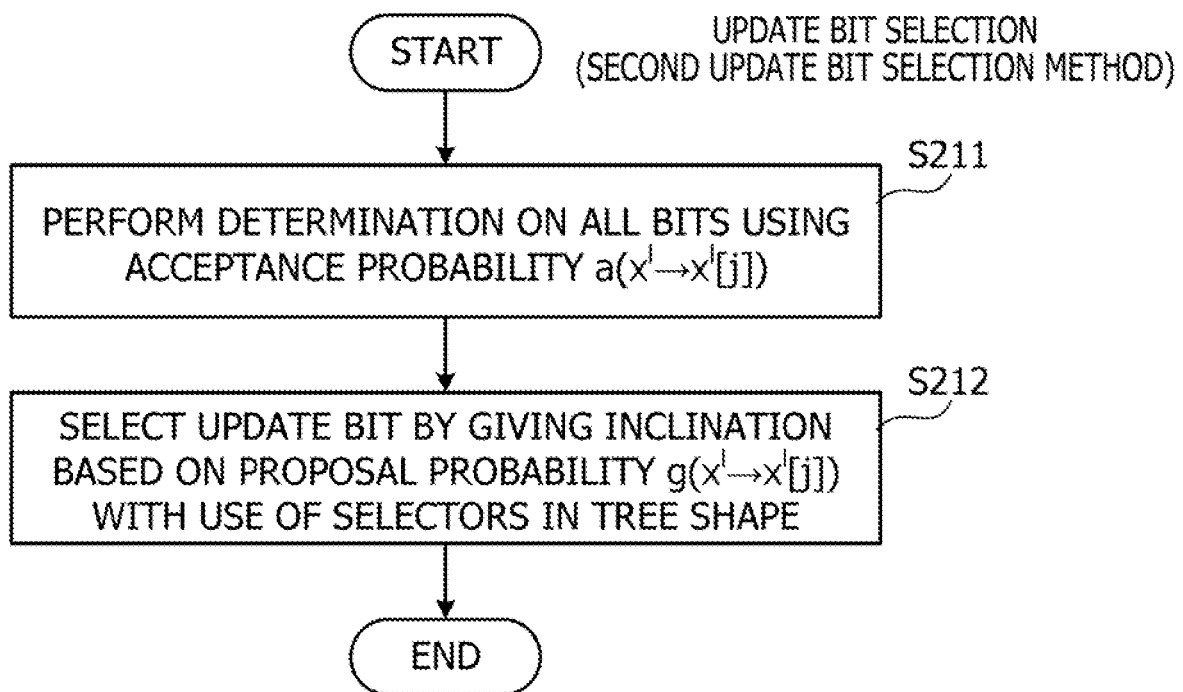 START
UPDATE BIT SELECTION
(SECOND UPDATE BIT SELECTION METHOD)
S211
PERFORM DETERMINATION ON ALL BITS USING
ACCEPTANCE PROBABILITY a(xˡ→xˡ[j])
S212
SELECT UPDATE BIT BY GIVING INCLINATION
BASED ON PROPOSAL PROBABILITY g(xˡ→xˡ[j])
WITH USE OF SELECTORS IN TREE SHAPE
END